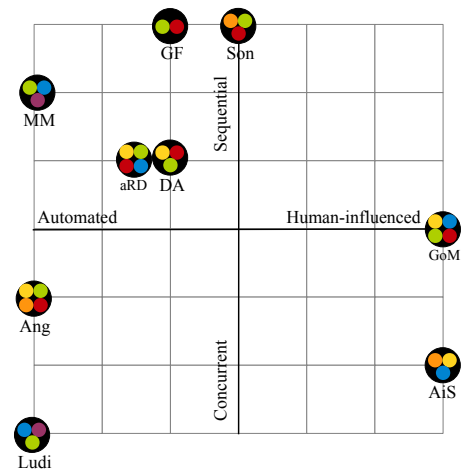 GF
Son
Sequential
MM
aRD
DA
Automated
Human-influenced
GoM
Ang
Concurrent
AiS
Ludi